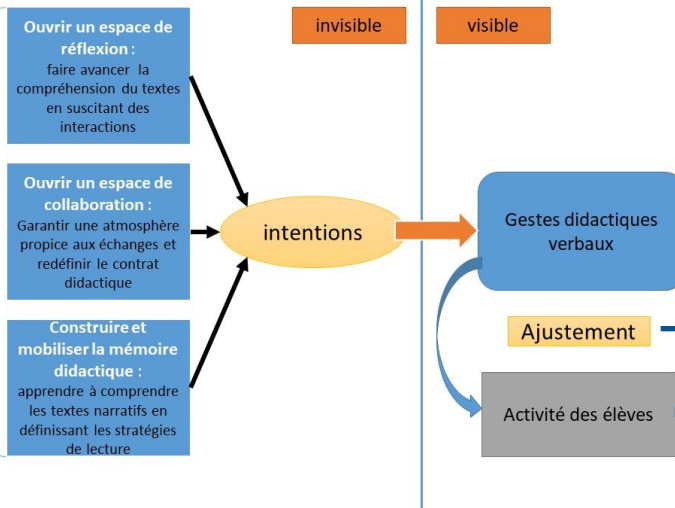 Ouvrir un espace de
réflexion :
faire avancer la
compréhension du textes
en suscitant des
interactions
Ouvrir un espace de
collaboration :
Garantir une atmosphère
propice aux échanges et
redéfinir le contrat
didactique
Construire et
mobiliser la mémoire
didactique :
apprendre à comprendre
les textes narratifs en
définissant les stratégies
de lecture
invisible
visible
intentions
Gestes didactiques
verbaux
Ajustement
Activité des élèves